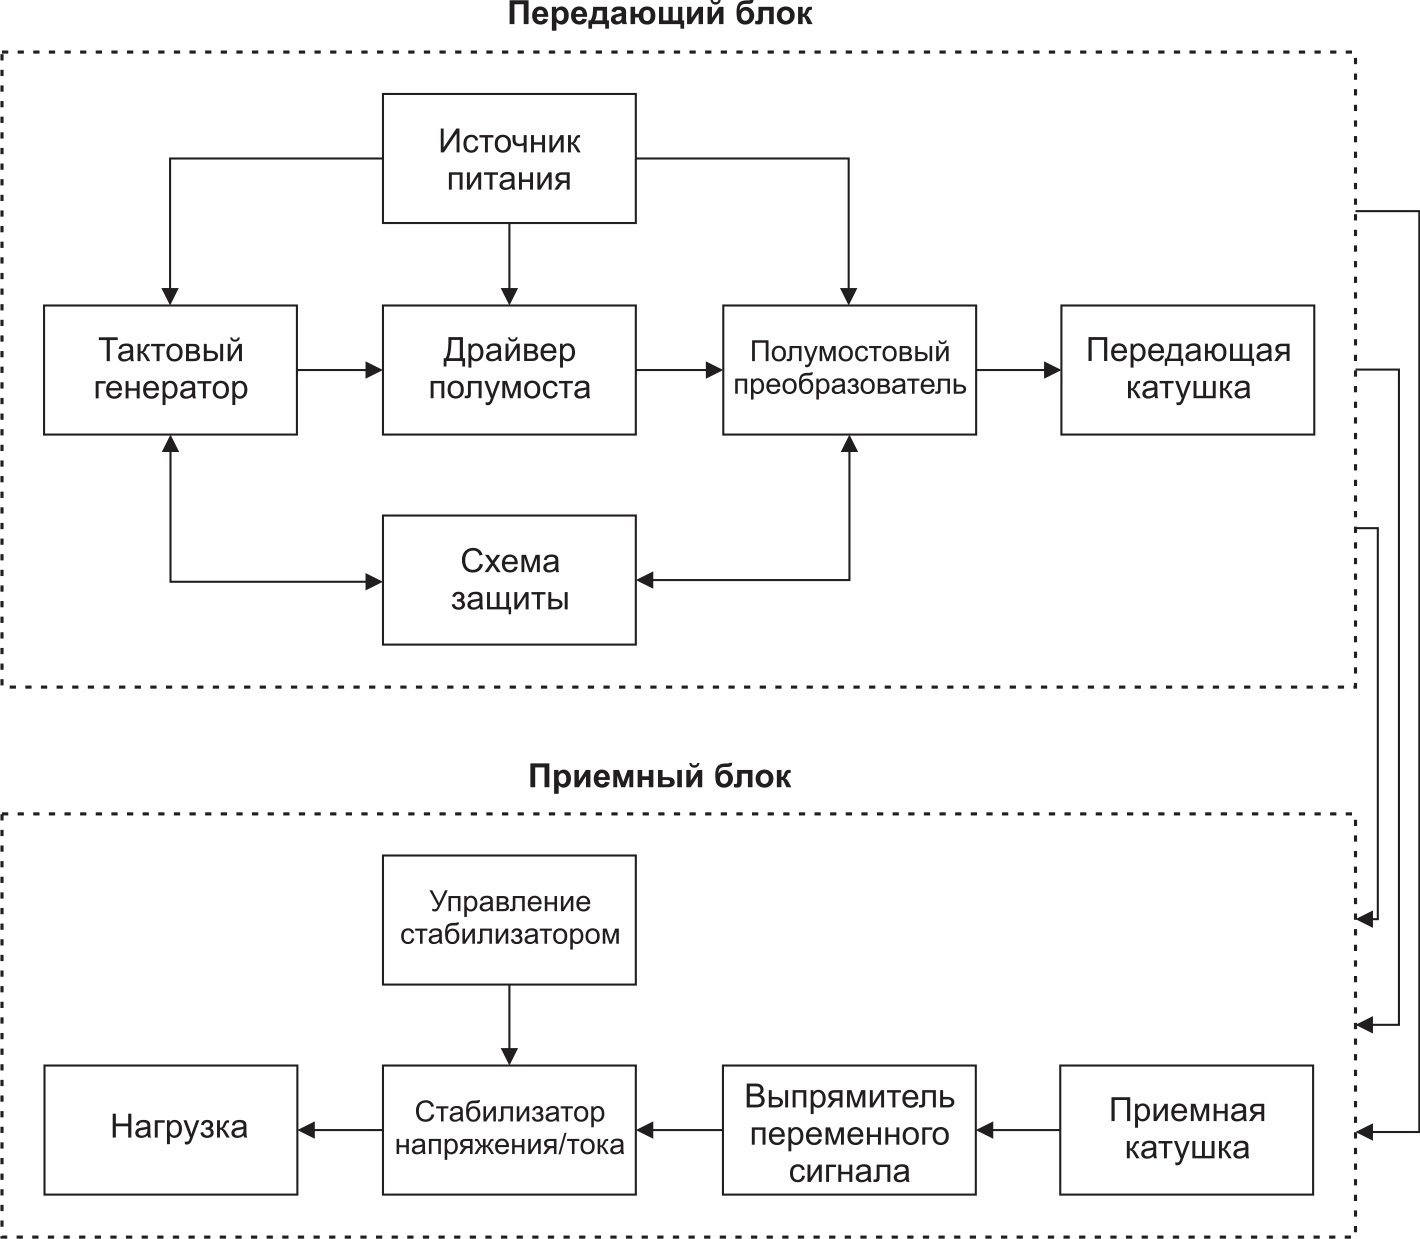 Передающий блок
Источник
питания
Тактовый
генератор
Драйвер
полумоста
Полумостовый
преобразователь
Передающая
катушка
Схема
защиты
Приемный блок
Управление
стабилизатором
Нагрузка
Стабилизатор
напряжения/тока
Выпрямитель
переменного
сигнала
Приемная
катушка